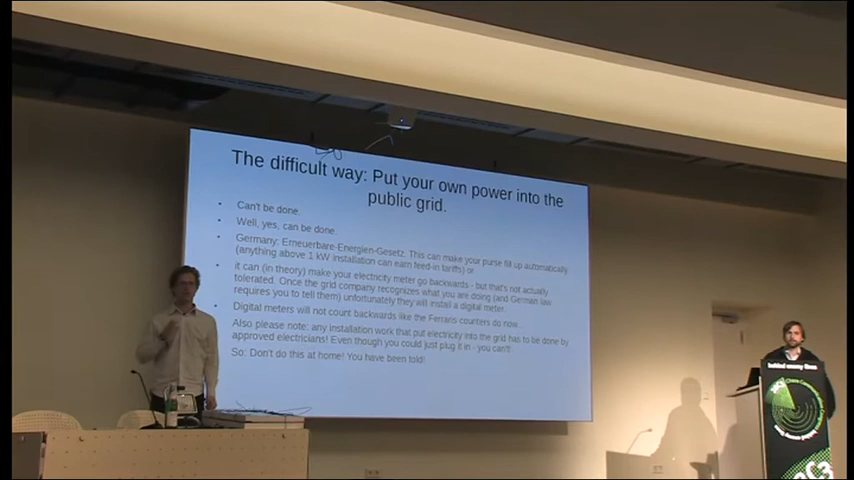 The difficult way: Put your own power into the
public grid.
• Can't be done.
• Well, yes, can be done.
• Germany: Erneuerbare-Energien-Gesetz. This can make your purse fill up automatically.
(anything above 1 kW installation can earn feed-in tariffs) or
• it can (in theory) make your electricity meter go backwards - but that's not actually
tolerated. Once the grid company recognizes what you are doing (and German law
requires you to tell them) unfortunately they will install a digital meter.
• Digital meters will not count backwards like the Ferraris counters do now.
Also please note: any installation work that put electricity into the grid has to be done by
approved electricians! Even though you could just plug it in - you can't!
• So: Don't do this at home! You have been told!
behind enemy lines